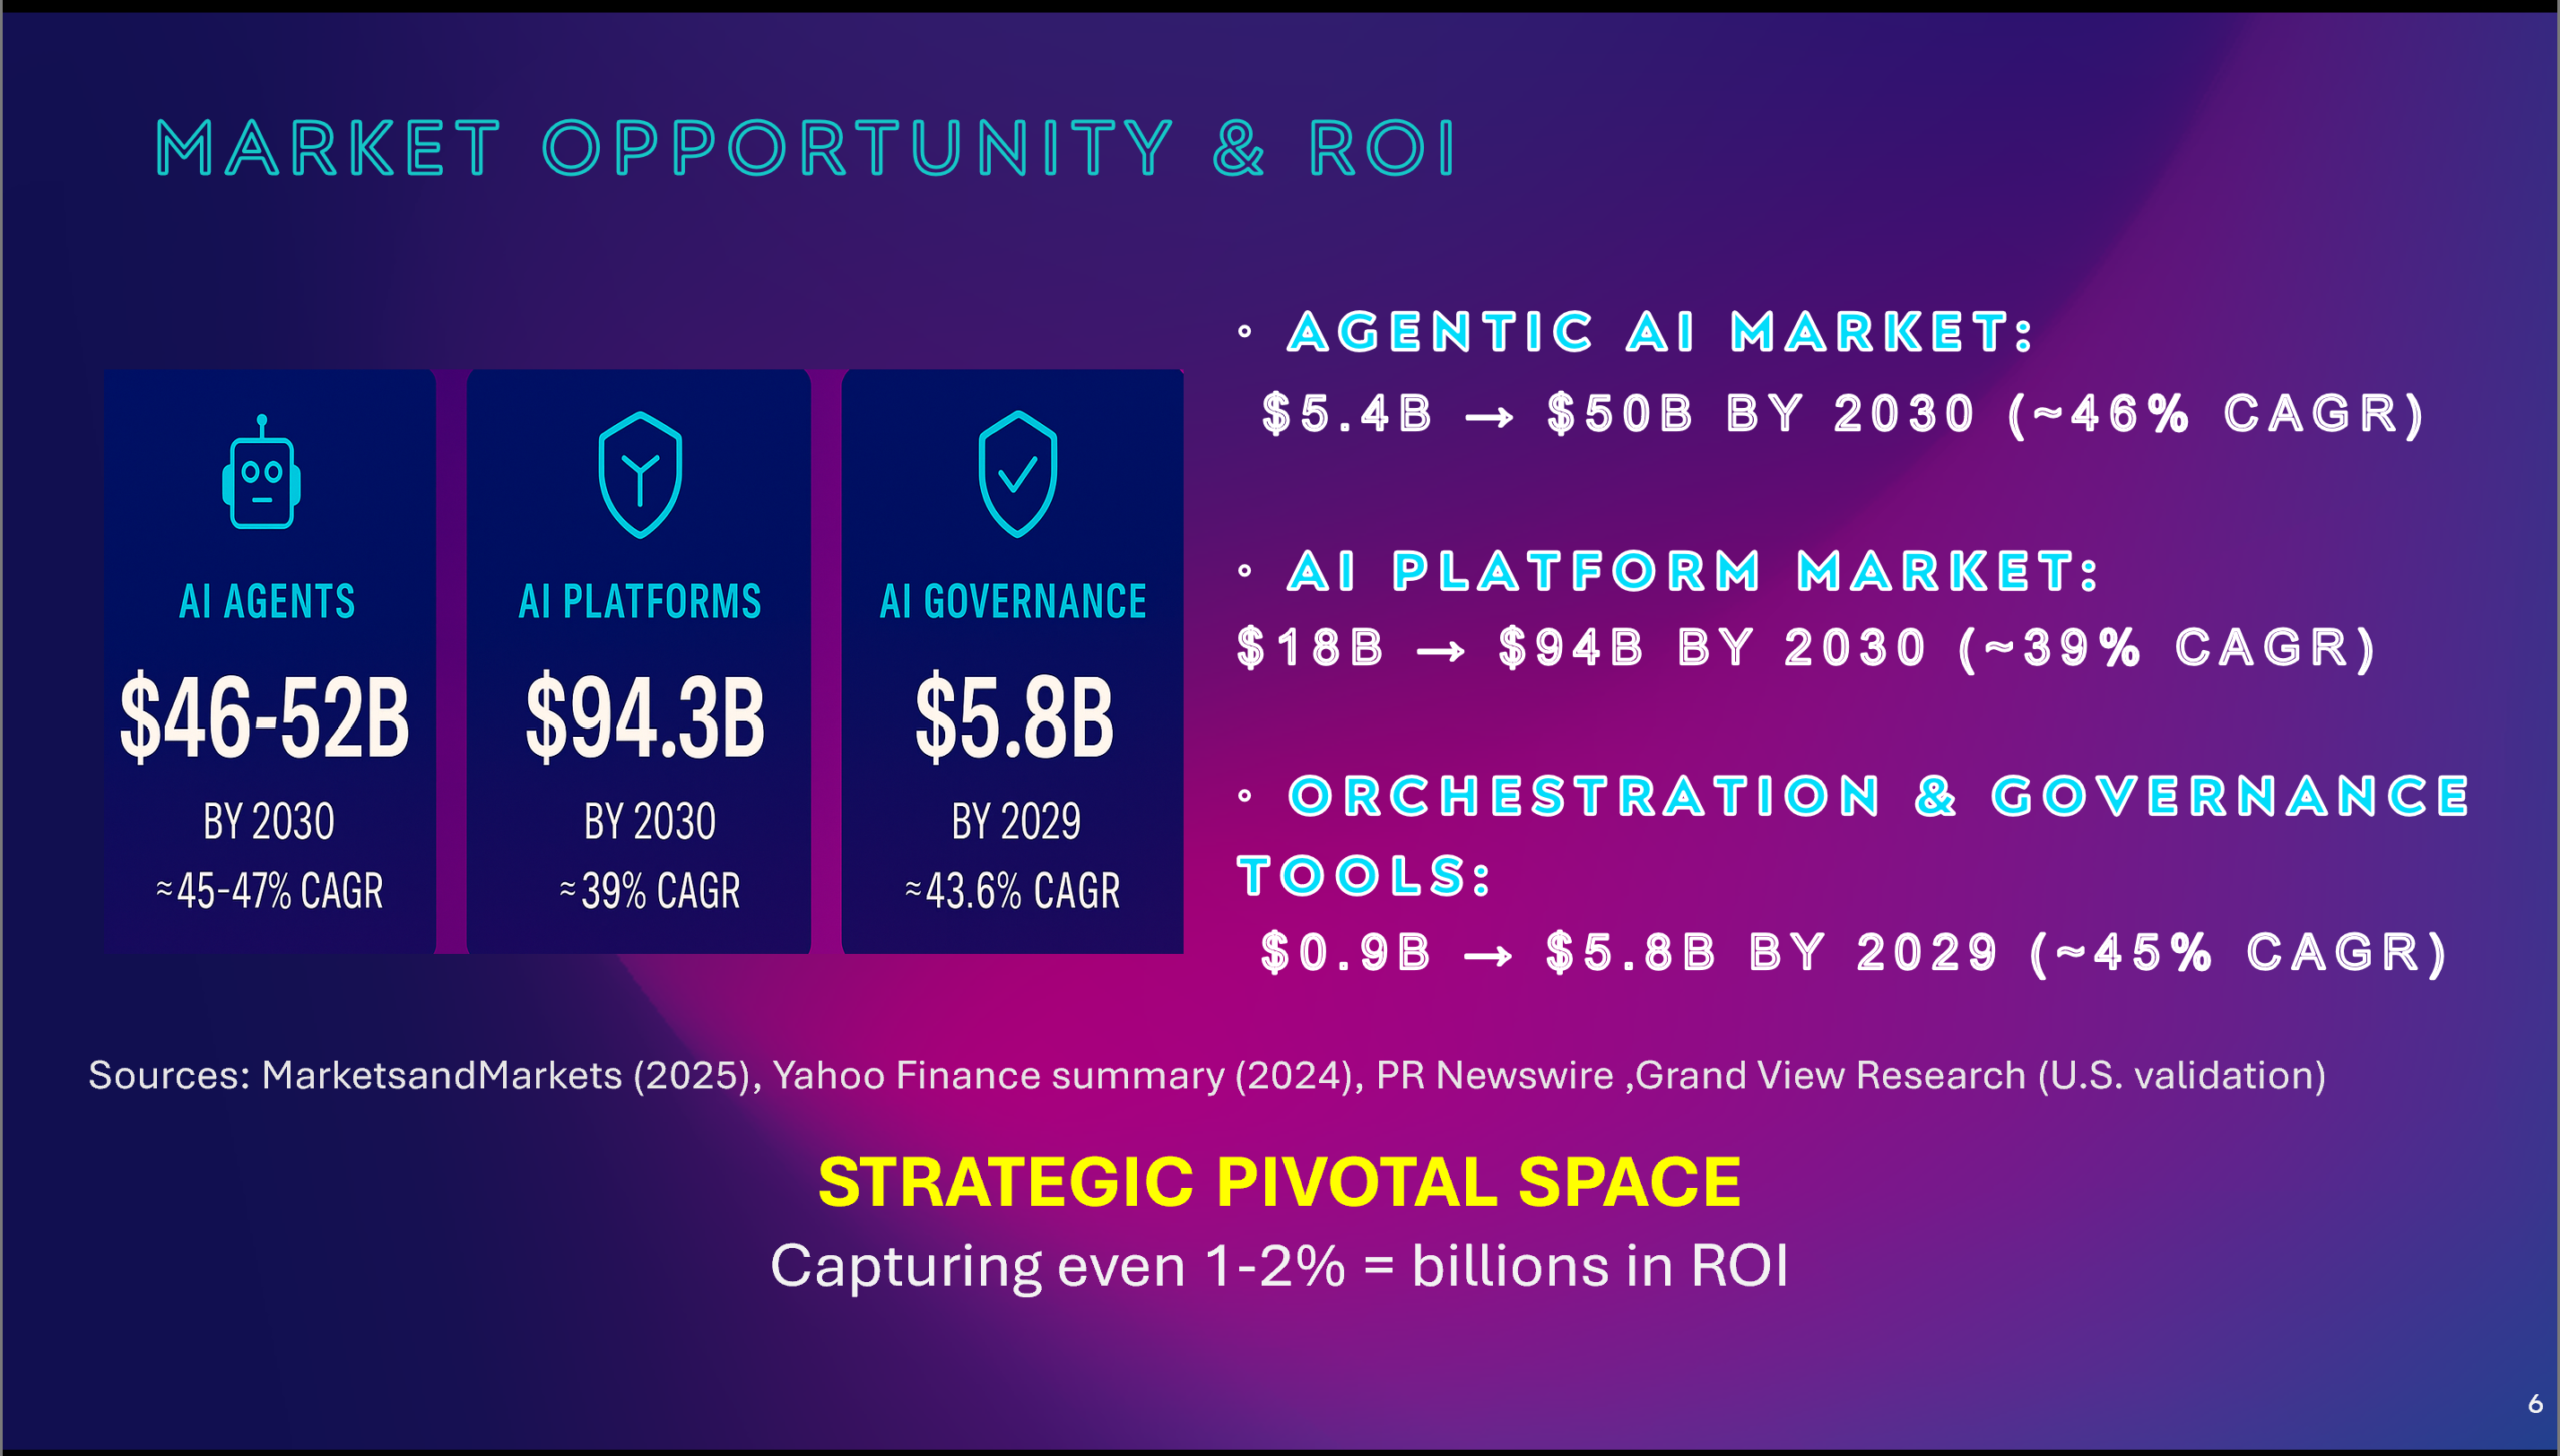 MARKET OPPORTUNITY & ROI
AI AGENTS
$46-52B
BY 2030
≈45-47% CAGR
AI PLATFORMS
$94.3B
BY 2030
≈39% CAGR
AI GOVERNANCE
$5.8B
BY 2029
≈43.6% CAGR
• AGENTIC AI MARKET:
$5.4B → $50B BY 2030 (~46% CAGR)
• AI PLATFORM MARKET:
$18B → $94B BY 2030 (~39% CAGR)
• ORCHESTRATION & GOVERNANCE
TOOLS:
$0.9B → $5.8B BY 2029 (~45% CAGR)
Sources: MarketsandMarkets (2025), Yahoo Finance summary (2024), PR Newswire ,Grand View Research (U.S. validation)
STRATEGIC PIVOTAL SPACE
Capturing even 1-2% = billions in ROI
6